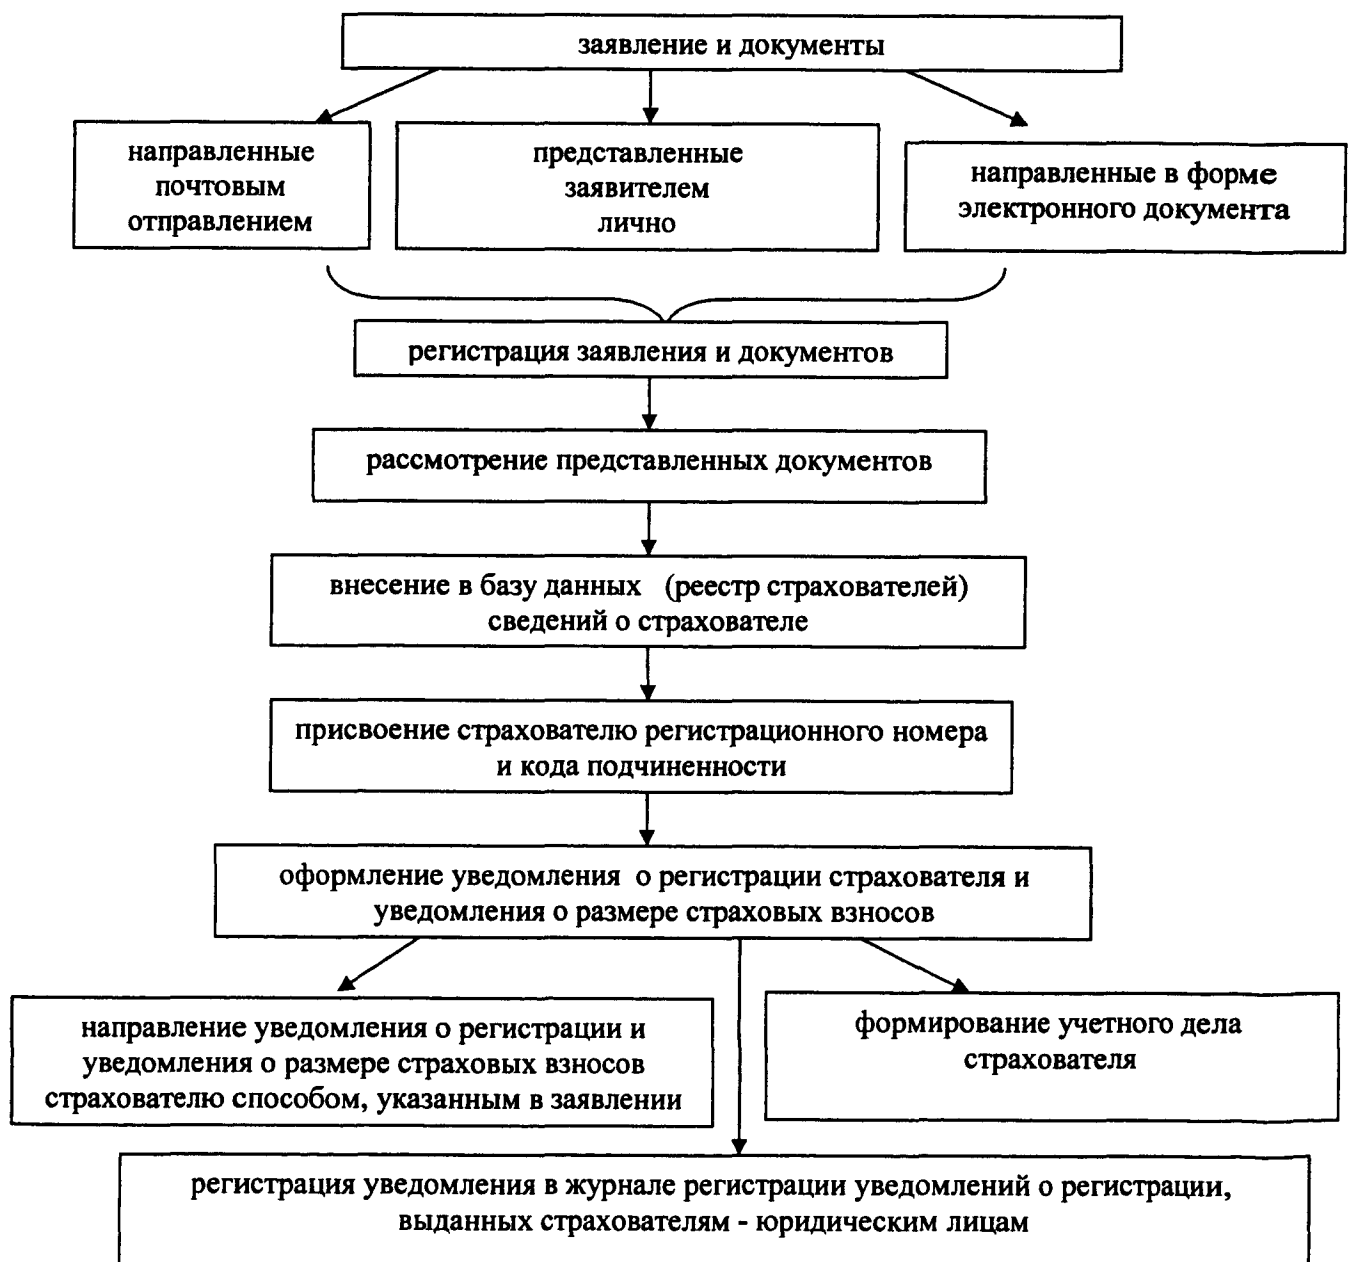 заявление и документы
направленные
почтовым
отправлением
представленные
заявителем
лично
направленные в форме
электронного документа
регистрация заявления и документов
рассмотрение представленных документов
внесение в базу данных (реестр страхователей)
сведений о страхователе
присвоение страхователю регистрационного номера
и кода подчиненности
оформление уведомления о регистрации страхователя и
уведомления о размере страховых взносов
направление уведомления о регистрации и
уведомления о размере страховых взносов
страхователю способом, указанным в заявлении
формирование учетного дела
страхователя
регистрация уведомления в журнале регистрации уведомлений о регистрации,
выданных страхователям - юридическим лицам